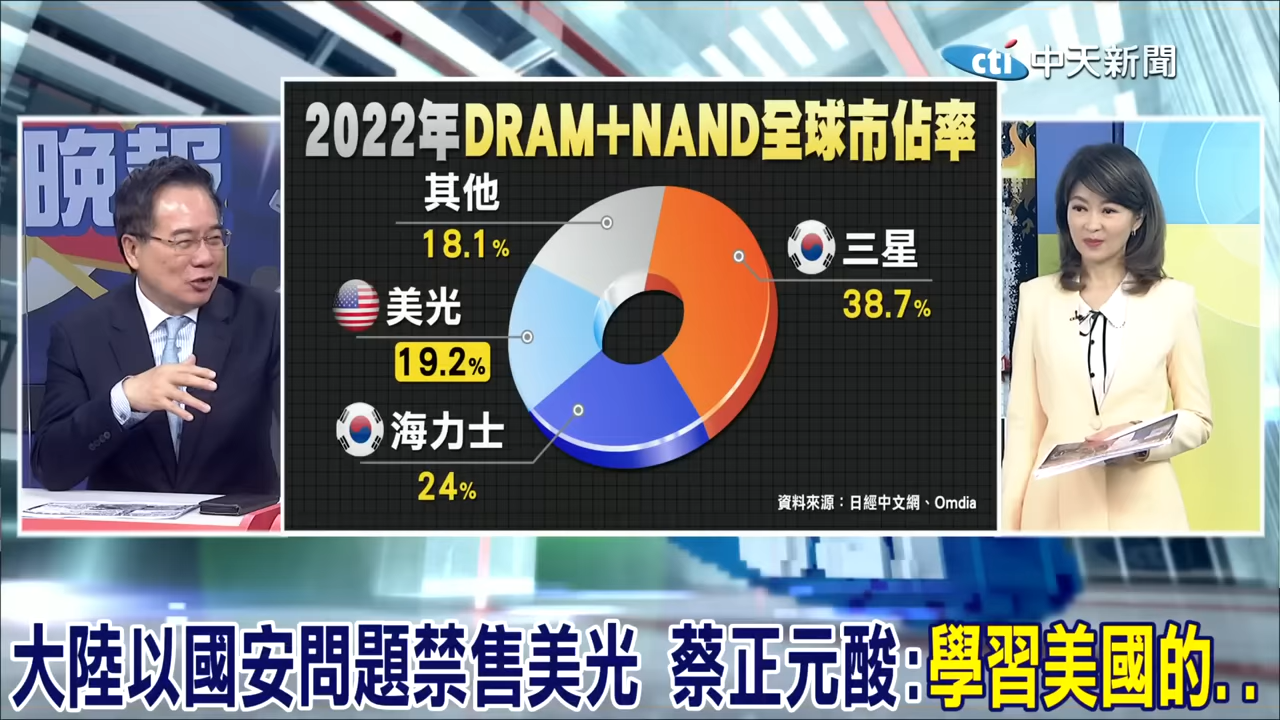 cti 中天新聞
晚報
2022年DRAM+NAND全球市佔率
其他
18.1%
三星
38.7%
美光
19.2%
海力士
24%
資料來源：日經中文網、Omdia
大陸以國安問題禁售美光 蔡正元酸:學習美國的..